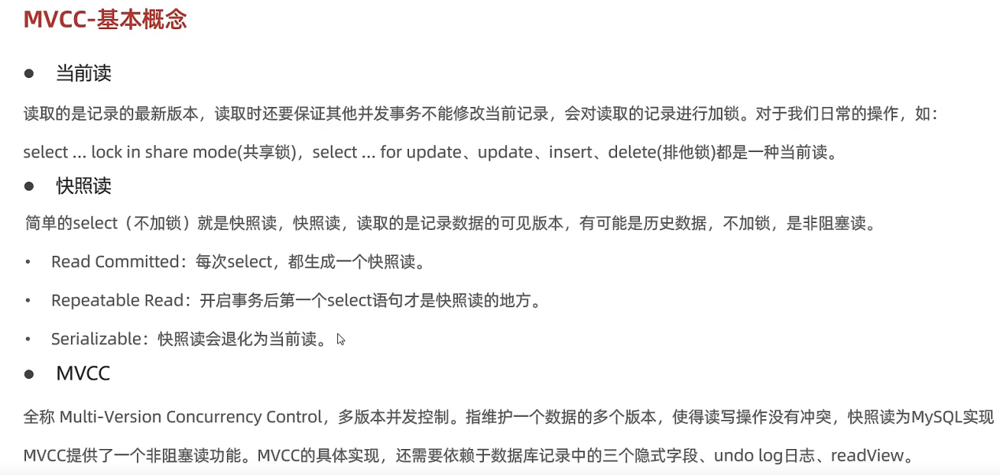 MVCC-基本概念
● 当前读
读取的是记录的最新版本，读取时还要保证其他并发事务不能修改当前记录，会对读取的记录进行加锁。对于我们日常的操作，如：
select ... lock in share mode(共享锁)，select ... for update、update、insert、delete(排他锁)都是一种当前读。
● 快照读
简单的select（不加锁）就是快照读，快照读，读取的是记录数据的可见版本，有可能是历史数据，不加锁，是非阻塞读。
• Read Committed：每次select，都生成一个快照读。
• Repeatable Read：开启事务后第一个select语句才是快照读的地方。
• Serializable：快照读会退化为当前读。
● MVCC
全称 Multi-Version Concurrency Control，多版本并发控制。指维护一个数据的多个版本，使得读写操作没有冲突，快照读为MySQL实现
MVCC提供了一个非阻塞读功能。MVCC的具体实现，还需要依赖于数据库记录中的三个隐式字段、undo log日志、readView。